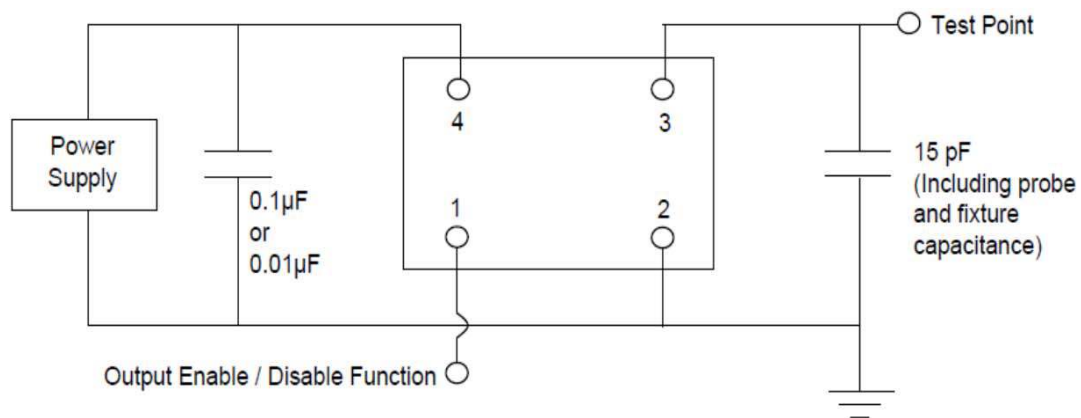 Test Point
4
3
Power
Supply
0.1µF
or
0.01µF
1
2
15 pF
(Including probe
and fixture
capacitance)
Output Enable / Disable Function